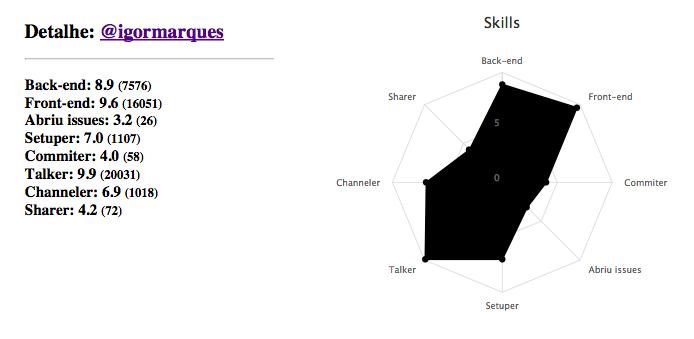 Detalhe: @igormarques
Back-end: 8.9 (7576)
Front-end: 9.6 (16051)
Abriu issues: 3.2 (26)
Setuper: 7.0 (1107)
Commiter: 4.0 (58)
Talker: 9.9 (20031)
Channeler: 6.9 (1018)
Sharer: 4.2 (72)
Skills
Back-end
Sharer
Front-end
5
0
Channeler
Commiter
Talker
Abriu issues
Setuper